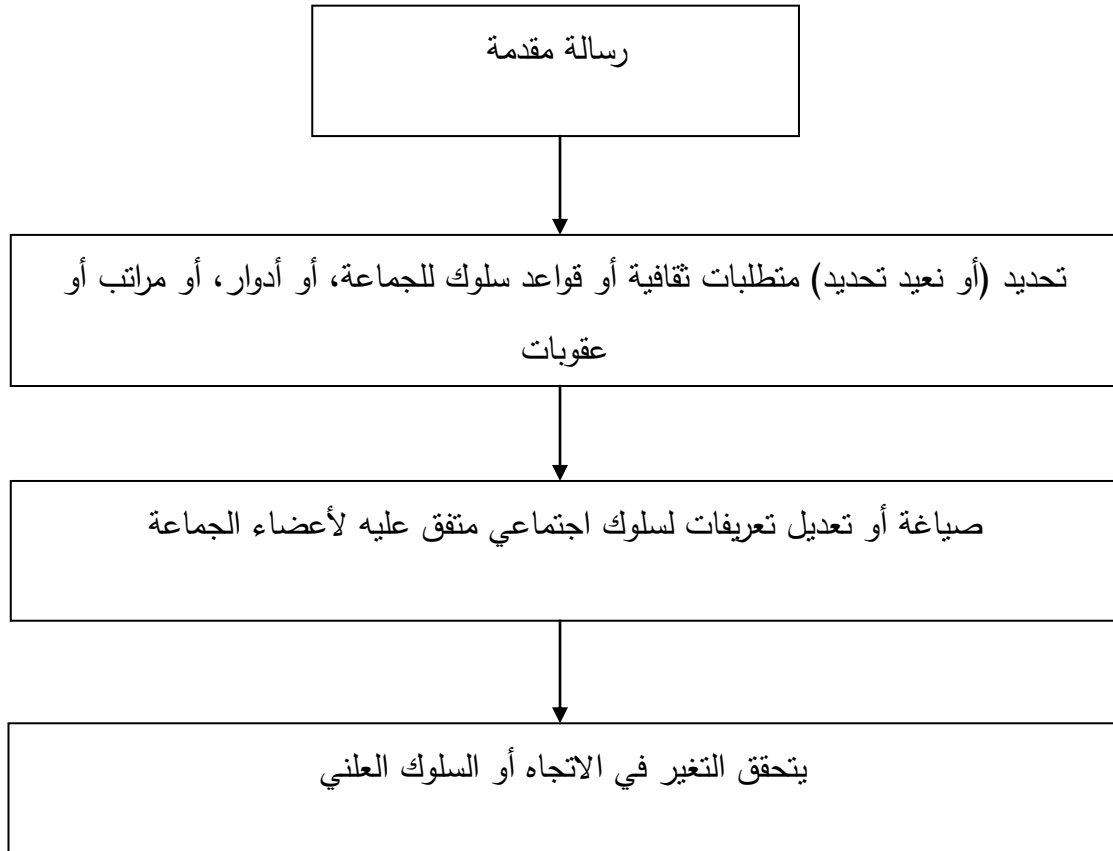 رسالة مقدمة
تحديد (أو نعيد تحديد) متطلبات ثقافية أو قواعد سلوك للجماعة، أو أدوار، أو مراتب أو
عقوبات
صياغة أو تعديل تعريفات لسلوك اجتماعي متفق عليه لأعضاء الجماعة
يتحقق التغير في الاتجاه أو السلوك العلني